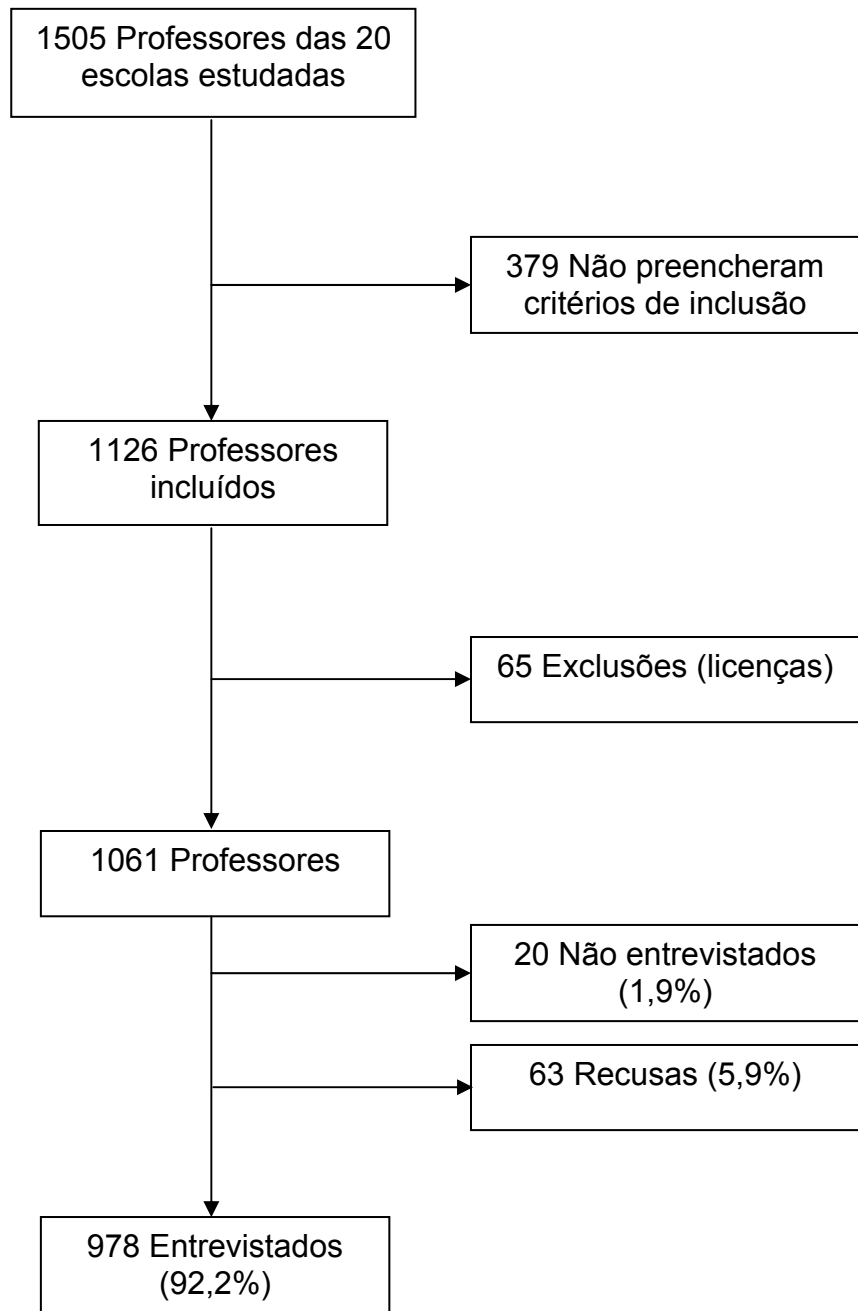 1505 Professores das 20
escolas estudadas
379 Não preencheram
critérios de inclusão
1126 Professores
incluídos
65 Exclusões (licenças)
1061 Professores
20 Não entrevistados
(1,9%)
63 Recusas (5,9%)
978 Entrevistados
(92,2%)